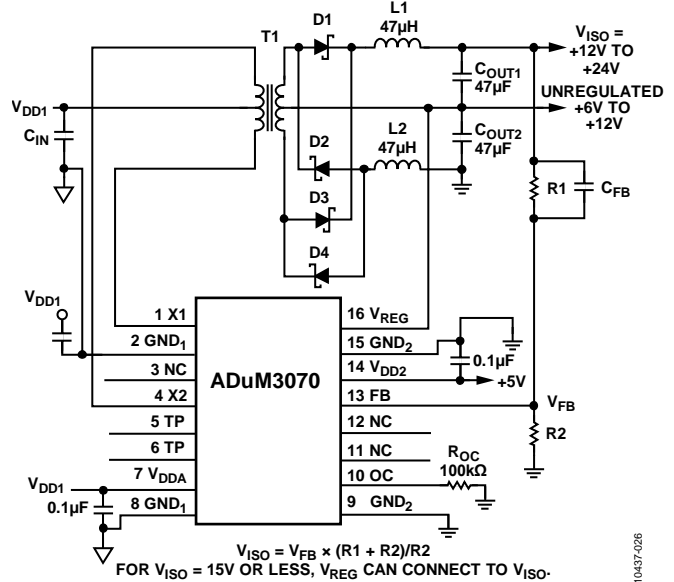 T1
D1
L1
47µH
V_ISO =
+12V TO
+24V
C_OUT1
47µF
UNREGULATED
+6V TO
+12V
V_DD1
C_IN
D2
L2
47µH
C_OUT2
47µF
D3
R1
C_FB
D4
V_DD1
1 X1
2 GND_1
3 NC
4 X2
5 TP
6 TP
7 V_DDA
8 GND_1
ADuM3070
16 V_REG
15 GND_2
14 V_DD2
13 FB
12 NC
11 NC
10 OC
9 GND_2
0.1µF
+5V
V_FB
R2
R_OC
100kΩ
V_DD1
0.1µF
V_ISO = V_FB × (R1 + R2)/R2
FOR V_ISO = 15V OR LESS, V_REG CAN CONNECT TO V_ISO.
10437-026